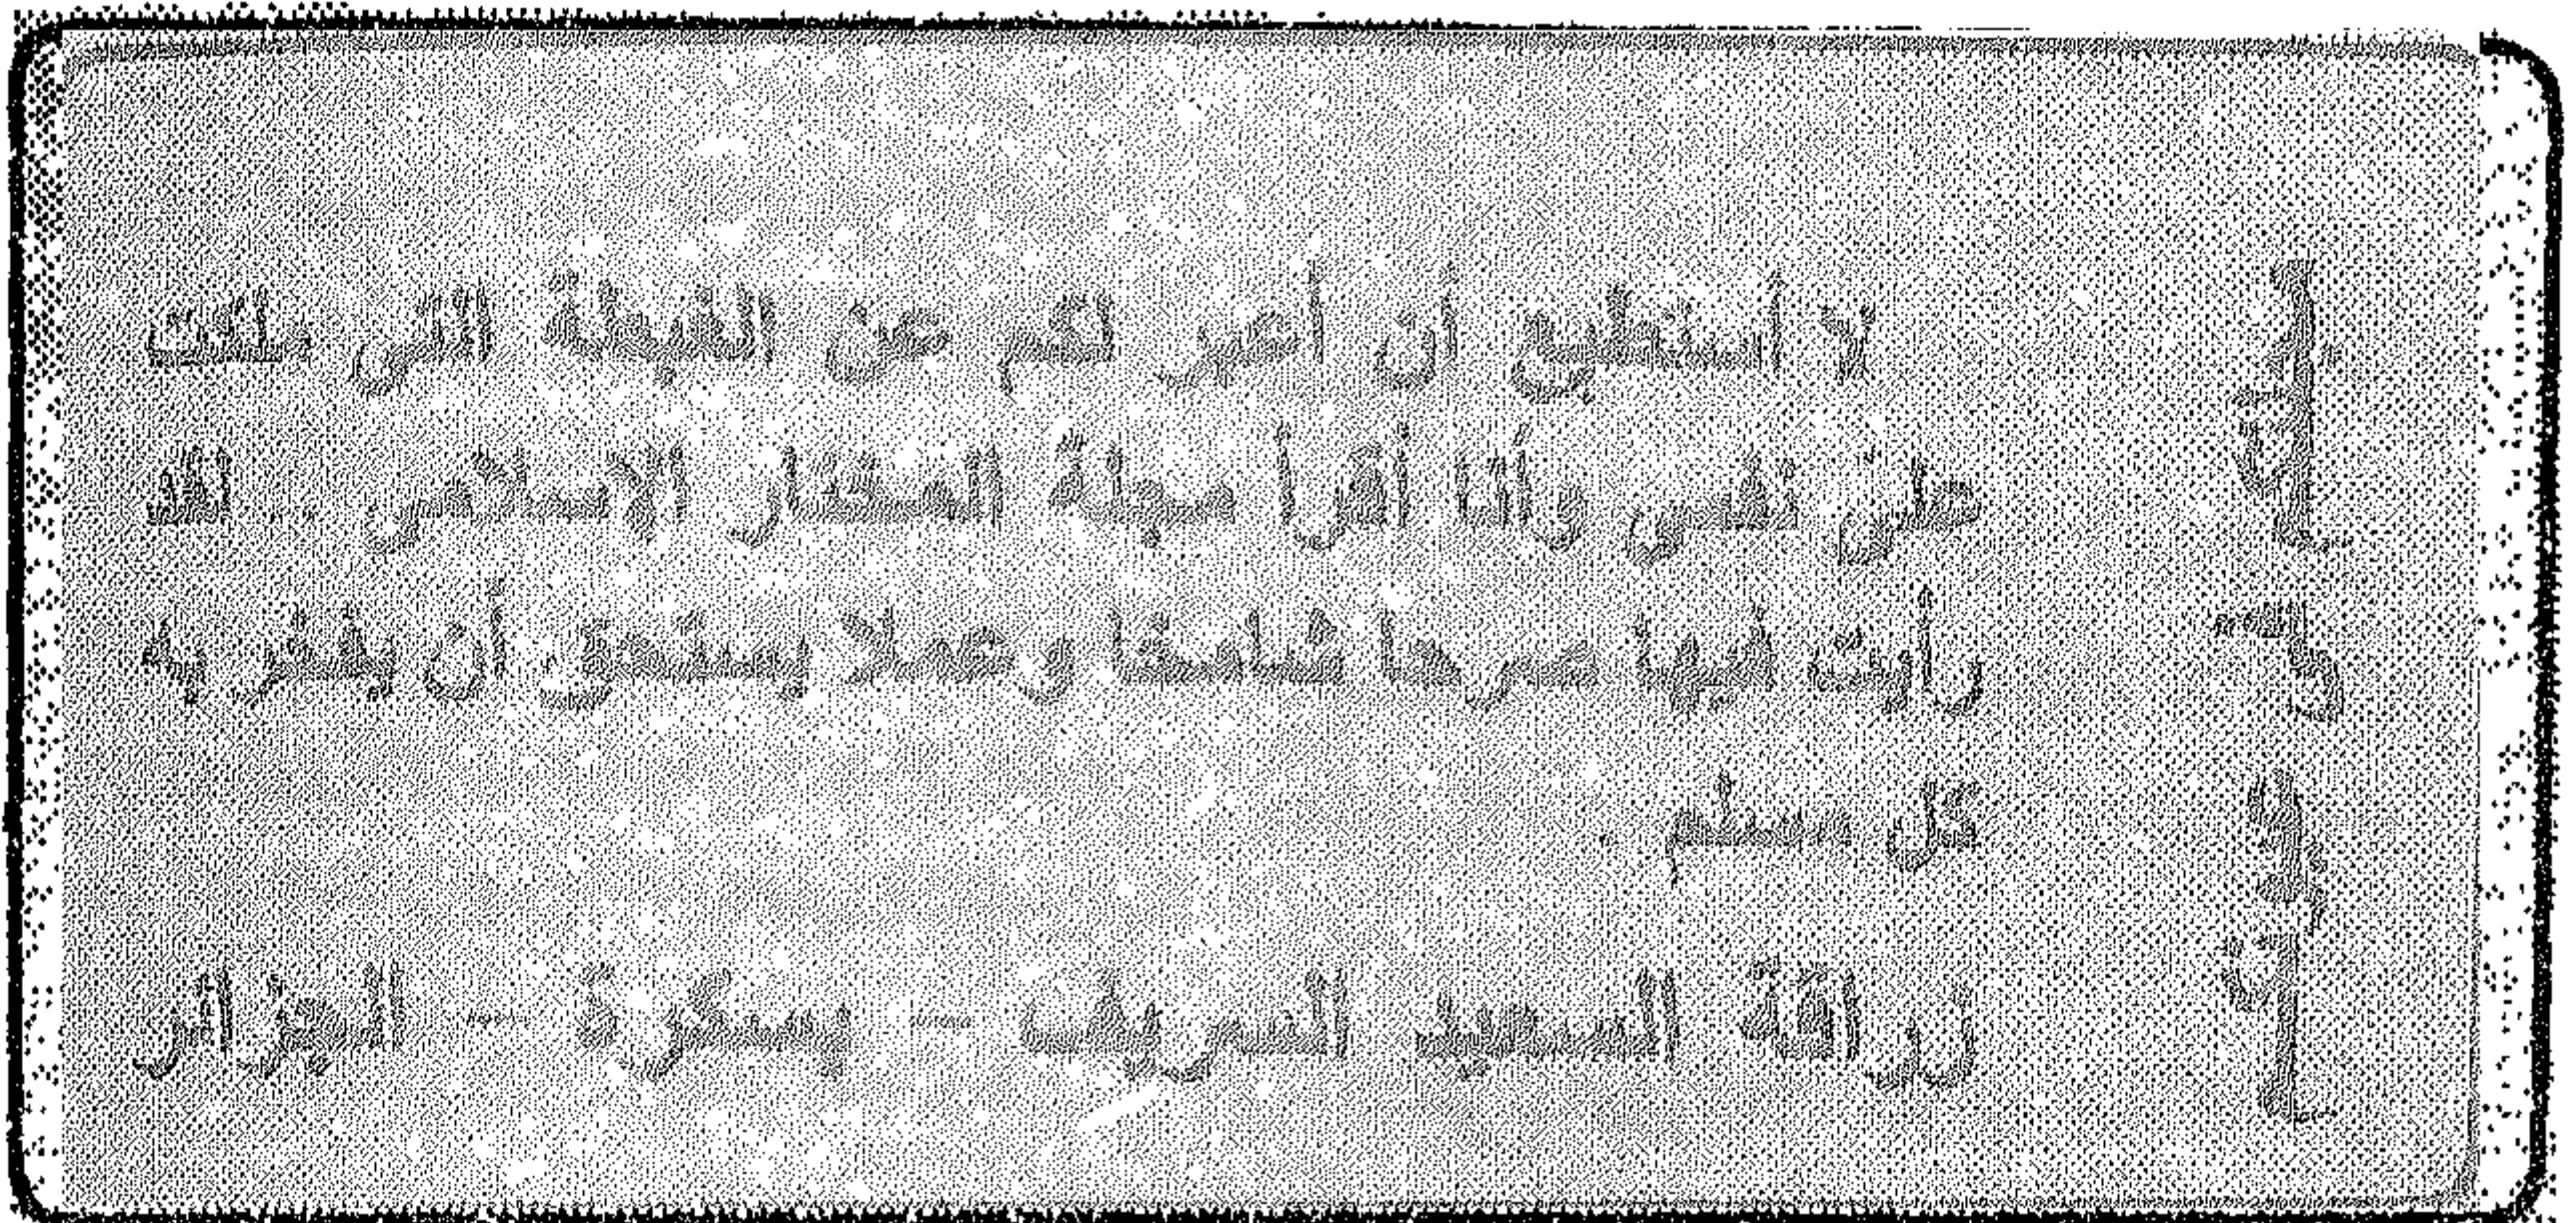 لا أستطيع أن أعبر لكم عن الغبطة التي ملكت
على نفسي وأنا أقرأ مجلة المختار الإسلامي .. لقد
رأيت فيها صرحا شامخا وعملا يستحق أن يفخر به
كل مسلم .
زراقة السعيد الشريف – بسكرة – الجزائر